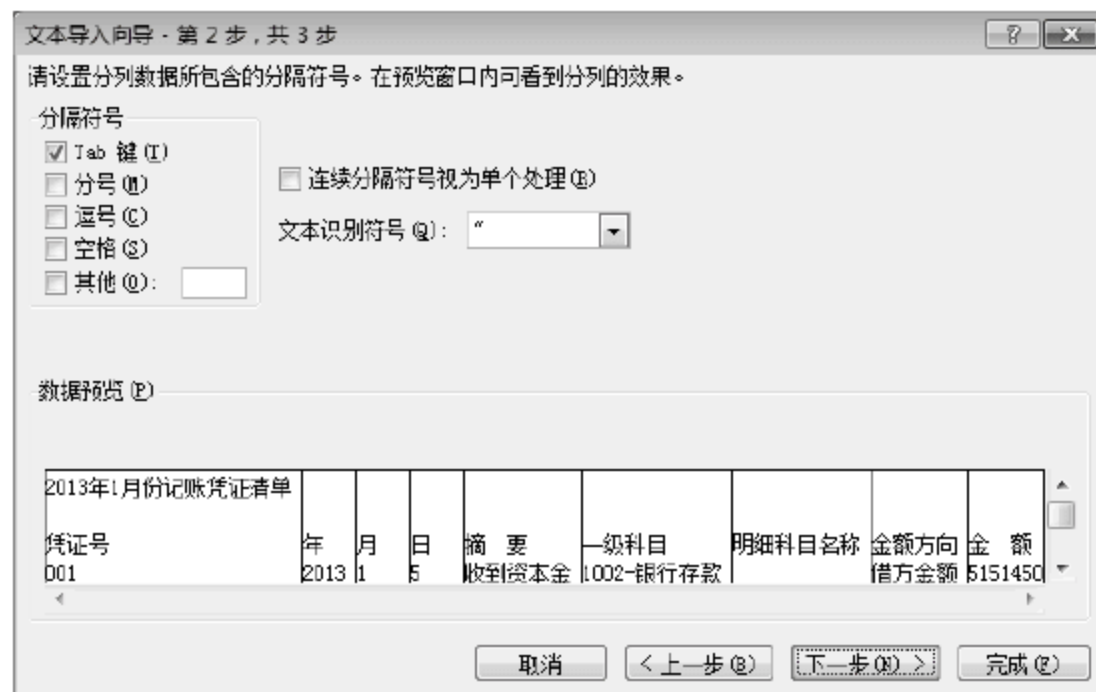 文本导入向导 - 第 2 步，共 3 步
请设置分列数据所包含的分隔符号。在预览窗口内可看到分列的效果。
分隔符号
Tab 键(T)
分号(M)
逗号(C)
空格(S)
其他(O):
连续分隔符号视为单个处理(R)
文本识别符号(Q): "
数据预览(P)
2013年1月份记账凭证清单
凭证号 年 月 日 摘 要 一级科目 明细科目名称 金额方向 金 额
001 2013 1 5 收到资本金 1002-银行存款 借方金额 5151450
取消 <上一步(B) 下一步(N) > 完成(F)